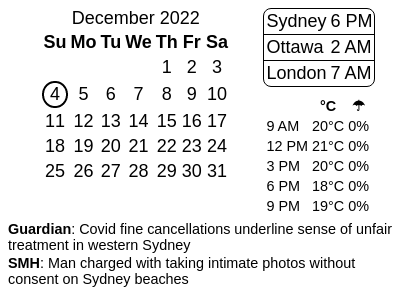 December 2022
Su Mo Tu We Th Fr Sa
1 2 3
4 5 6 7 8 9 10
11 12 13 14 15 16 17
18 19 20 21 22 23 24
25 26 27 28 29 30 31
Sydney 6 PM
Ottawa 2 AM
London 7 AM
°C ☂
9 AM 20°C 0%
12 PM 21°C 0%
3 PM 20°C 0%
6 PM 18°C 0%
9 PM 19°C 0%
Guardian: Covid fine cancellations underline sense of unfair
treatment in western Sydney
SMH: Man charged with taking intimate photos without
consent on Sydney beaches